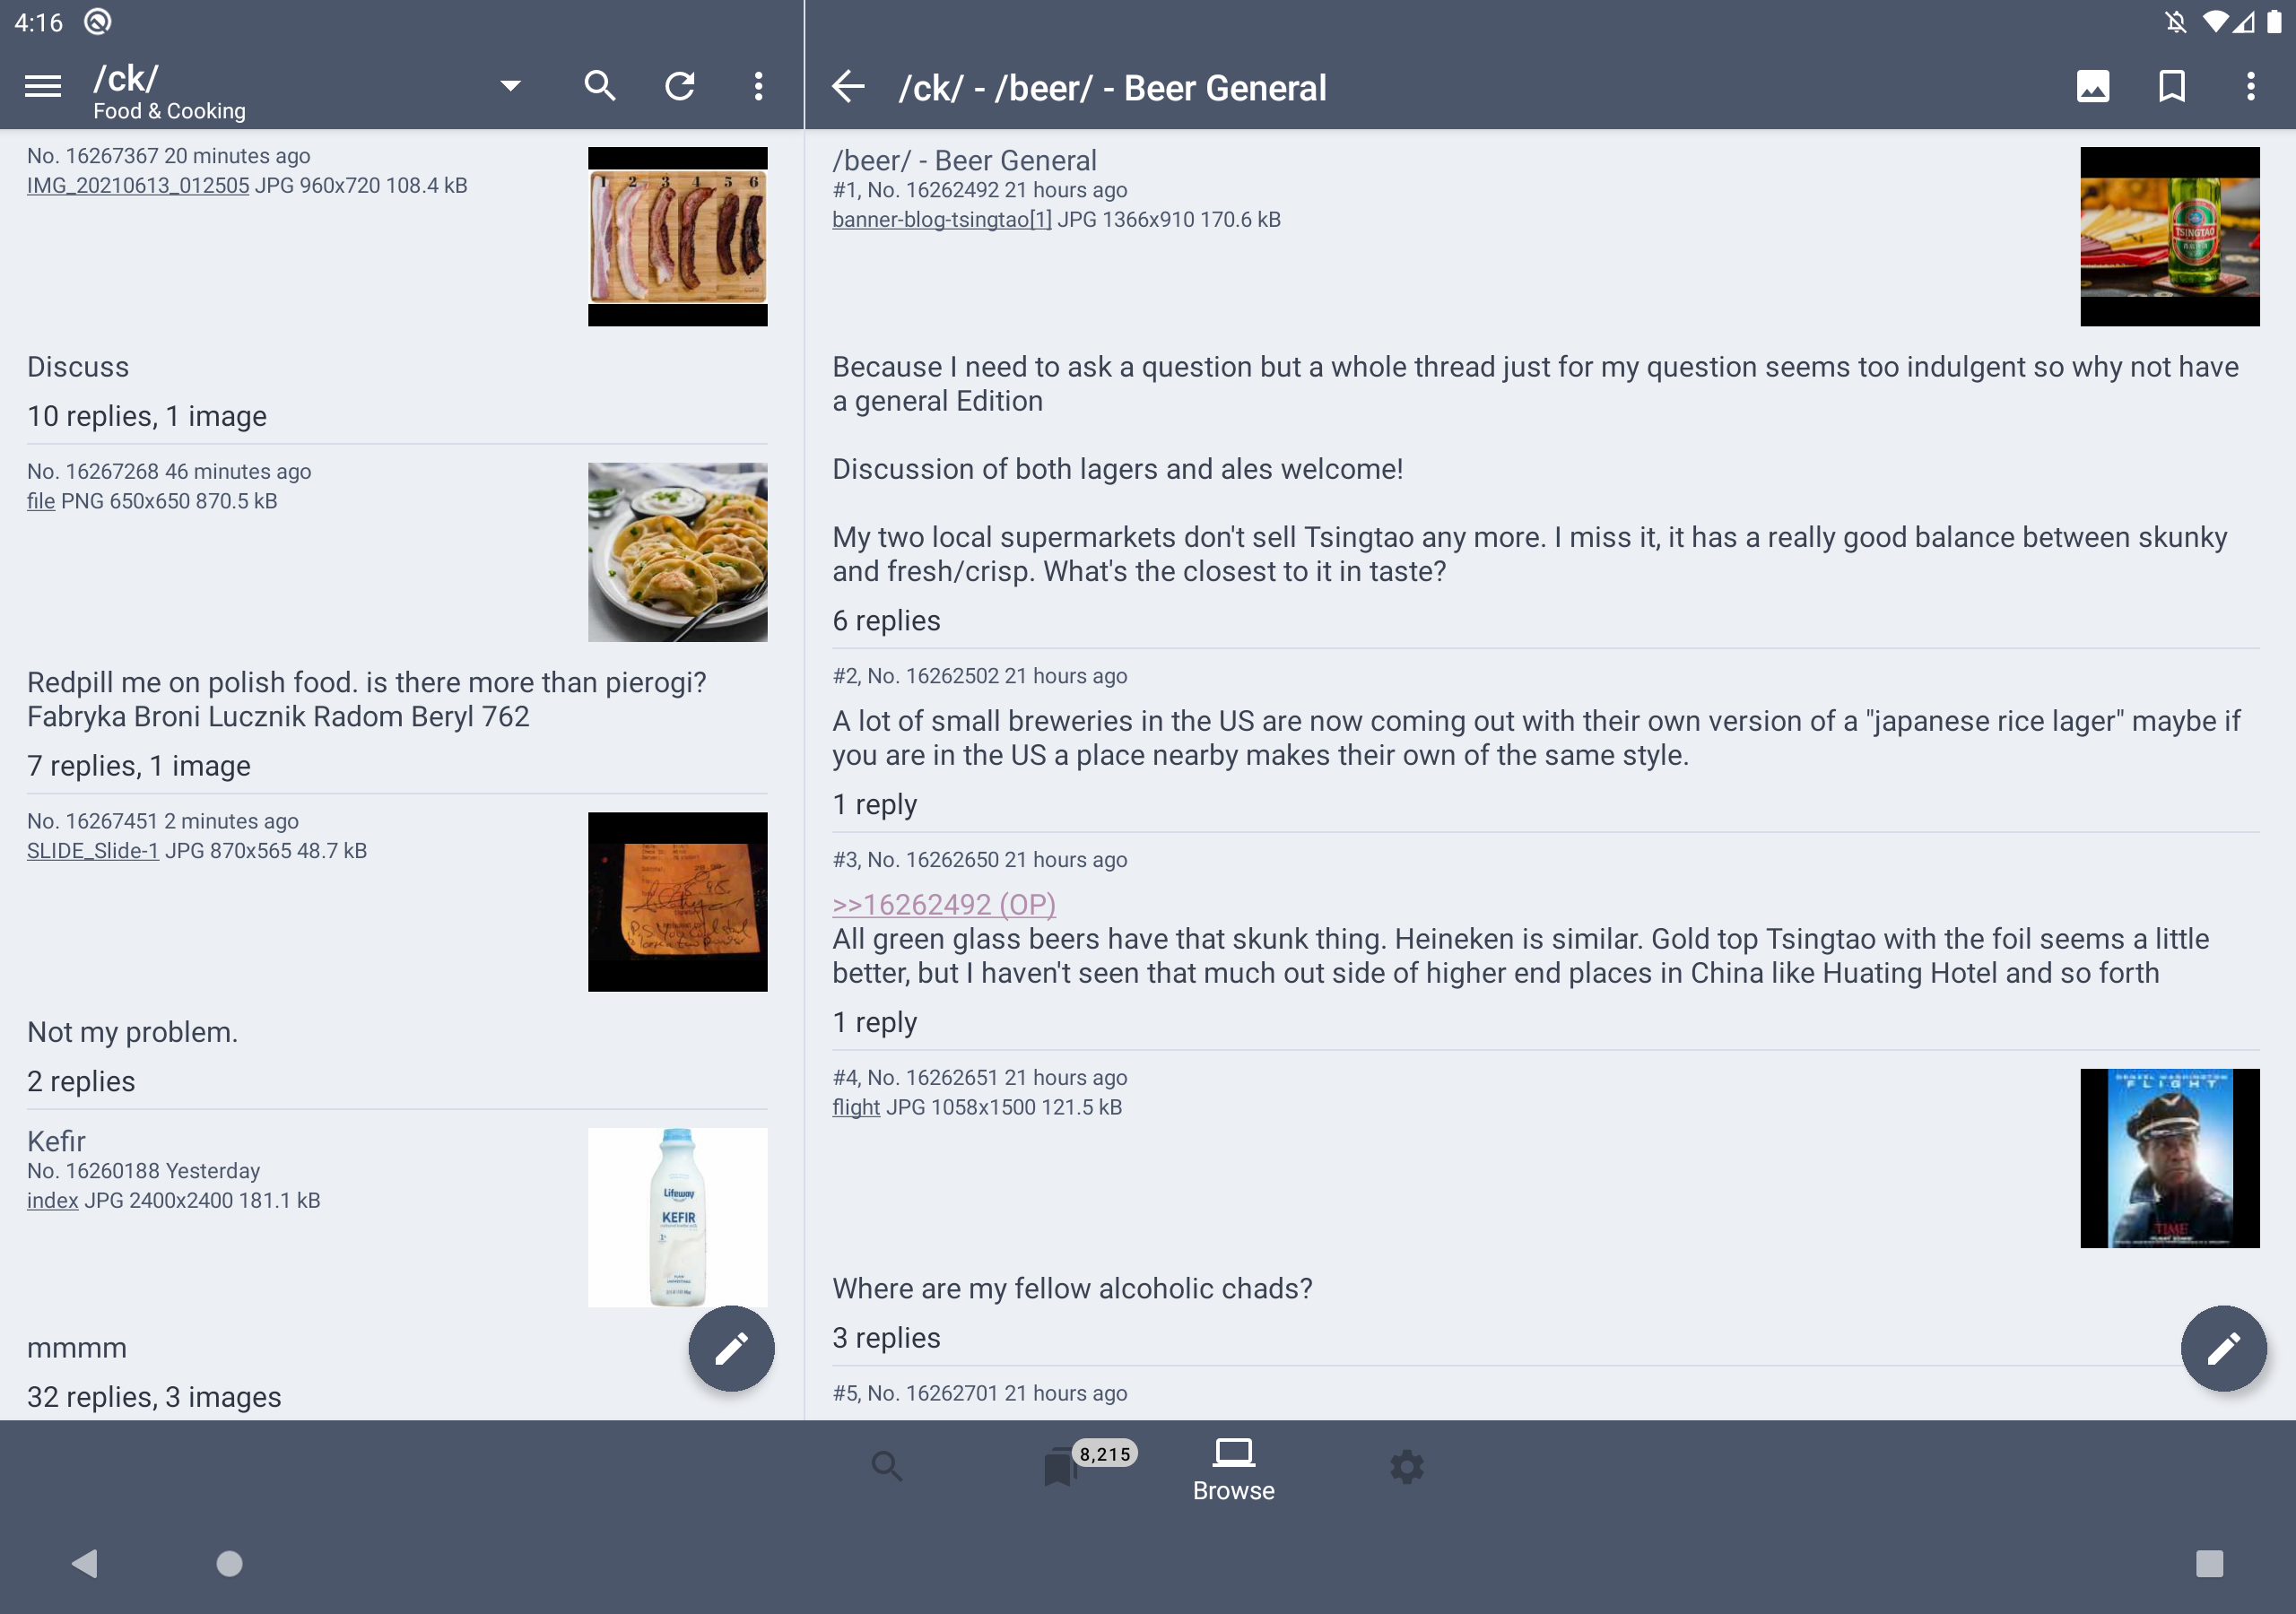 4:16
/ck/
Food & Cooking
No. 16267367 20 minutes ago
IMG_20210613_012505 JPG 960x720 108.4 kB
1 2 3 4 5 6
Discuss
10 replies, 1 image
No. 16267268 46 minutes ago
file PNG 650x650 870.5 kB
Redpill me on polish food. is there more than pierogi?
Fabryka Broni Lucznik Radom Beryl 762
7 replies, 1 image
No. 16267451 2 minutes ago
SLIDE_Slide-1 JPG 870x565 48.7 kB
Not my problem.
2 replies
Kefir
No. 16260188 Yesterday
index JPG 2400x2400 181.1 kB
Lifeway
KEFIR
mmmm
32 replies, 3 images
/ck/ - /beer/ - Beer General
/beer/ - Beer General
#1, No. 16262492 21 hours ago
banner-blog-tsingtao[1] JPG 1366x910 170.6 kB
TSINGTAO
Because I need to ask a question but a whole thread just for my question seems too indulgent so why not have
a general Edition
Discussion of both lagers and ales welcome!
My two local supermarkets don't sell Tsingtao any more. I miss it, it has a really good balance between skunky
and fresh/crisp. What's the closest to it in taste?
6 replies
#2, No. 16262502 21 hours ago
A lot of small breweries in the US are now coming out with their own version of a "japanese rice lager" maybe if
you are in the US a place nearby makes their own of the same style.
1 reply
#3, No. 16262650 21 hours ago
>>16262492 (OP)
All green glass beers have that skunk thing. Heineken is similar. Gold top Tsingtao with the foil seems a little
better, but I haven't seen that much out side of higher end places in China like Huating Hotel and so forth
1 reply
#4, No. 16262651 21 hours ago
flight JPG 1058x1500 121.5 kB
DENZEL WASHINGTON
FLIGHT
TIME
Where are my fellow alcoholic chads?
3 replies
#5, No. 16262701 21 hours ago
8,215
Browse